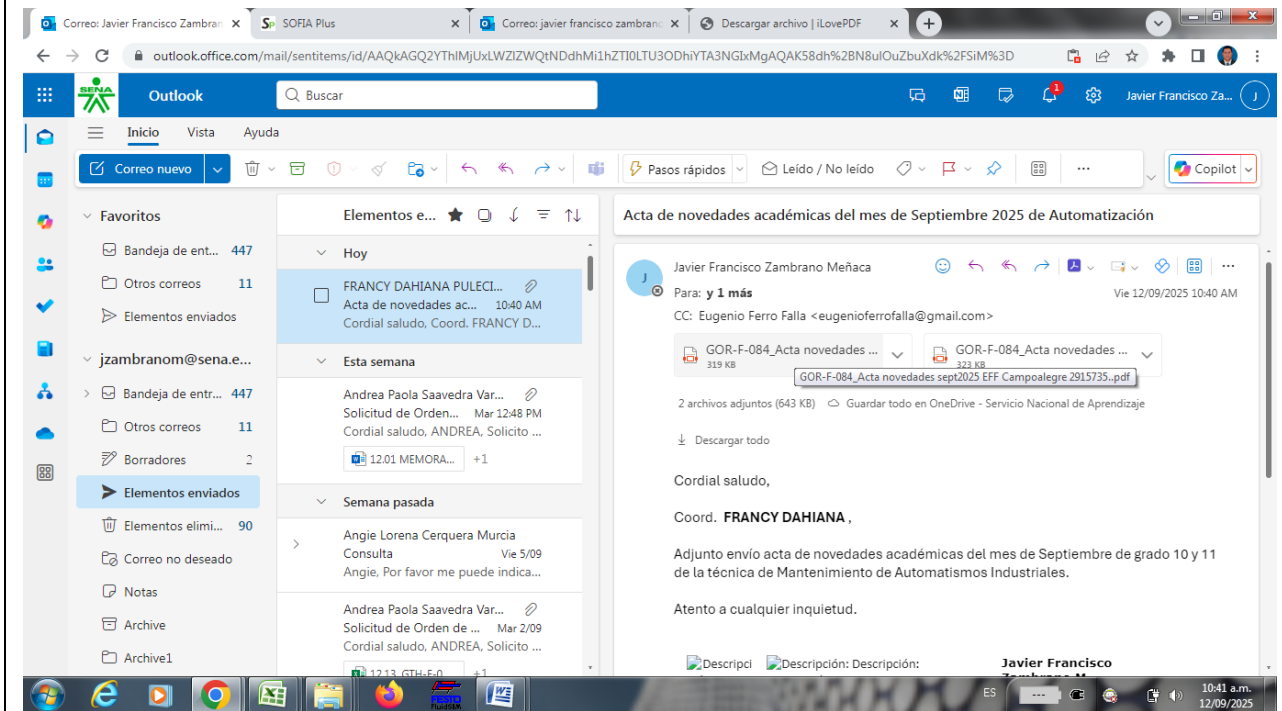 Correo: Javier Francisco Zambran
SOFIA Plus
Correo: javier francisco zambrano
Descargar archivo | iLovePDF
outlook.office.com/mail/sentitems/id/AAQkAGQ2YThlMjUxLWZlZWQtNDdhMi1hZTI0LTU3ODhiYTA3NGIxMgAQAK58dh%2BN8ulOuZbuXdk%2FSiM%3D
SENA
Outlook
Buscar
1
Javier Francisco Za...
J
Inicio Vista Ayuda
Correo nuevo
Pasos rápidos
Leído / No leído
...
Copilot
Favoritos
Bandeja de ent... 447
Otros correos 11
Elementos enviados
jzambranom@sena.e...
Bandeja de entr... 447
Otros correos 11
Borradores 2
Elementos enviados
Elementos elimi... 90
Correo no deseado
Notas
Archive
Archive1
Elementos e...
Hoy
FRANCY DAHIANA PULECI...
Acta de novedades ac... 10:40 AM
Cordial saludo, Coord. FRANCY D...
Esta semana
Andrea Paola Saavedra Var...
Solicitud de Orden... Mar 12:48 PM
Cordial saludo, ANDREA, Solicito ...
12.01 MEMORA... +1
Semana pasada
Angie Lorena Cerquera Murcia
Consulta Vie 5/09
Angie, Por favor me puede indica...
Andrea Paola Saavedra Var...
Solicitud de Orden de ... Mar 2/09
Cordial saludo, ANDREA, Solicito ...
12.13 GTH-F-0... +1
Acta de novedades académicas del mes de Septiembre 2025 de Automatización
J
Javier Francisco Zambrano Meñaca
...
Para: y 1 más
Vie 12/09/2025 10:40 AM
CC: Eugenio Ferro Falla <eugenioferrofalla@gmail.com>
GOR-F-084_Acta novedades ...
319 KB
GOR-F-084_Acta novedades ...
323 KB
GOR-F-084_Acta novedades sept2025 EFF Campoalegre 2915735..pdf
2 archivos adjuntos (643 KB) Guardar todo en OneDrive - Servicio Nacional de Aprendizaje
Descargar todo
Cordial saludo,
Coord. FRANCY DAHIANA ,
Adjunto envío acta de novedades académicas del mes de Septiembre de grado 10 y 11
de la técnica de Mantenimiento de Automatismos Industriales.
Atento a cualquier inquietud.
Descripci
Descripción: Descripción:
Javier Francisco
Zambrano M
FESTO
FluidSIM
ES
10:41 a.m.
12/09/2025